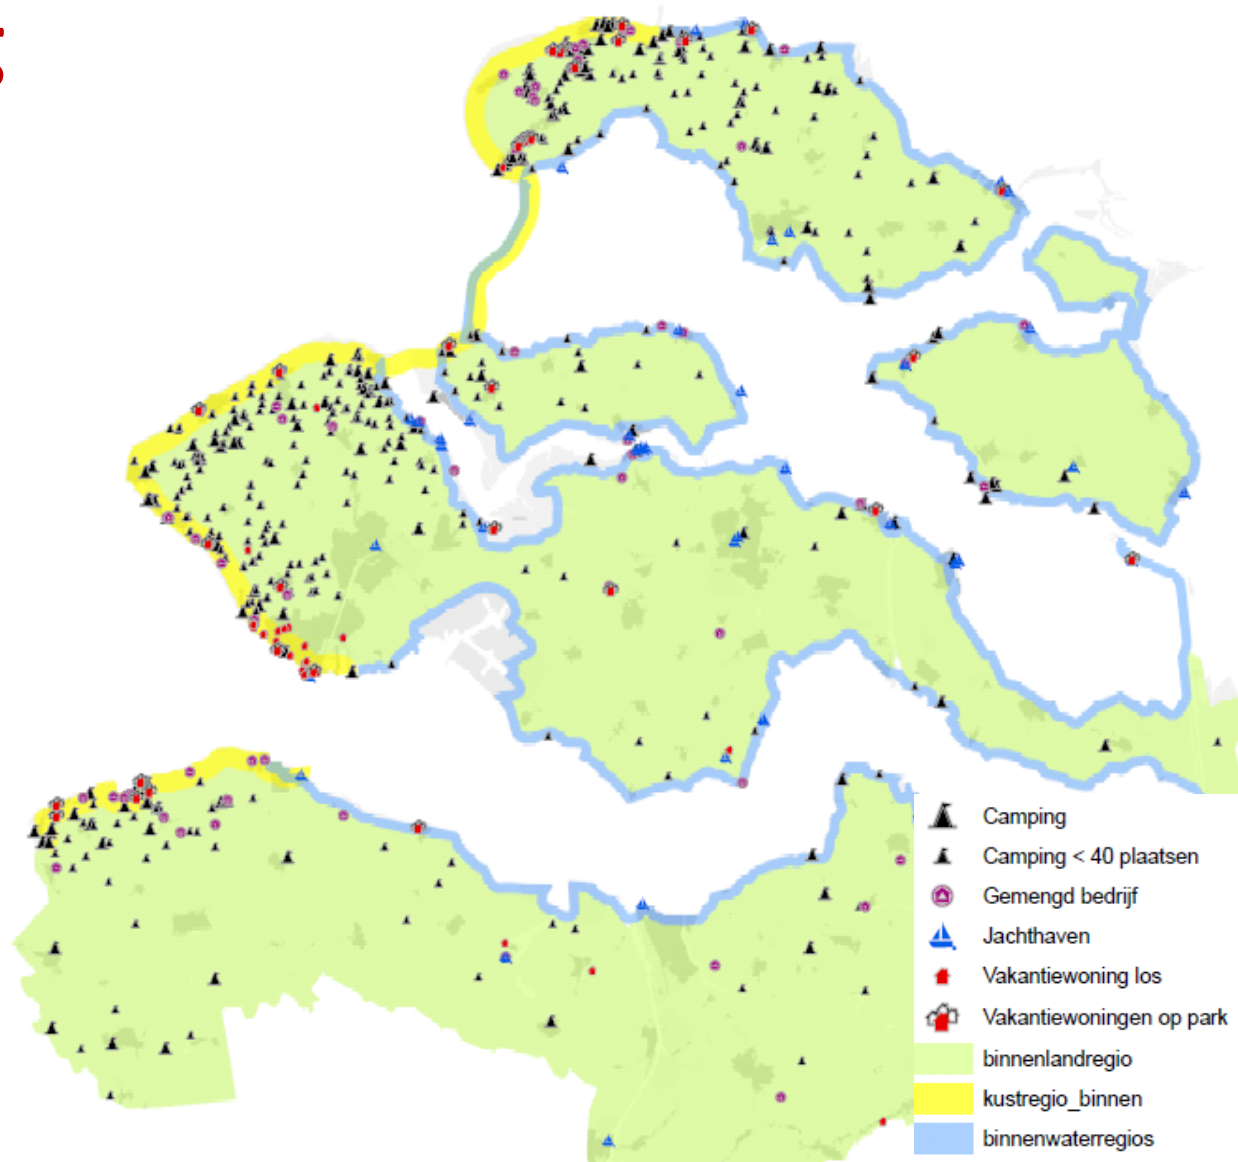 Camping
Camping < 40 plaatsen
Gemengd bedrijf
Jachthaven
Vakantiewoning los
Vakantiewoningen op park
binnenlandregio
kustregio_binnen
binnenwaterregios